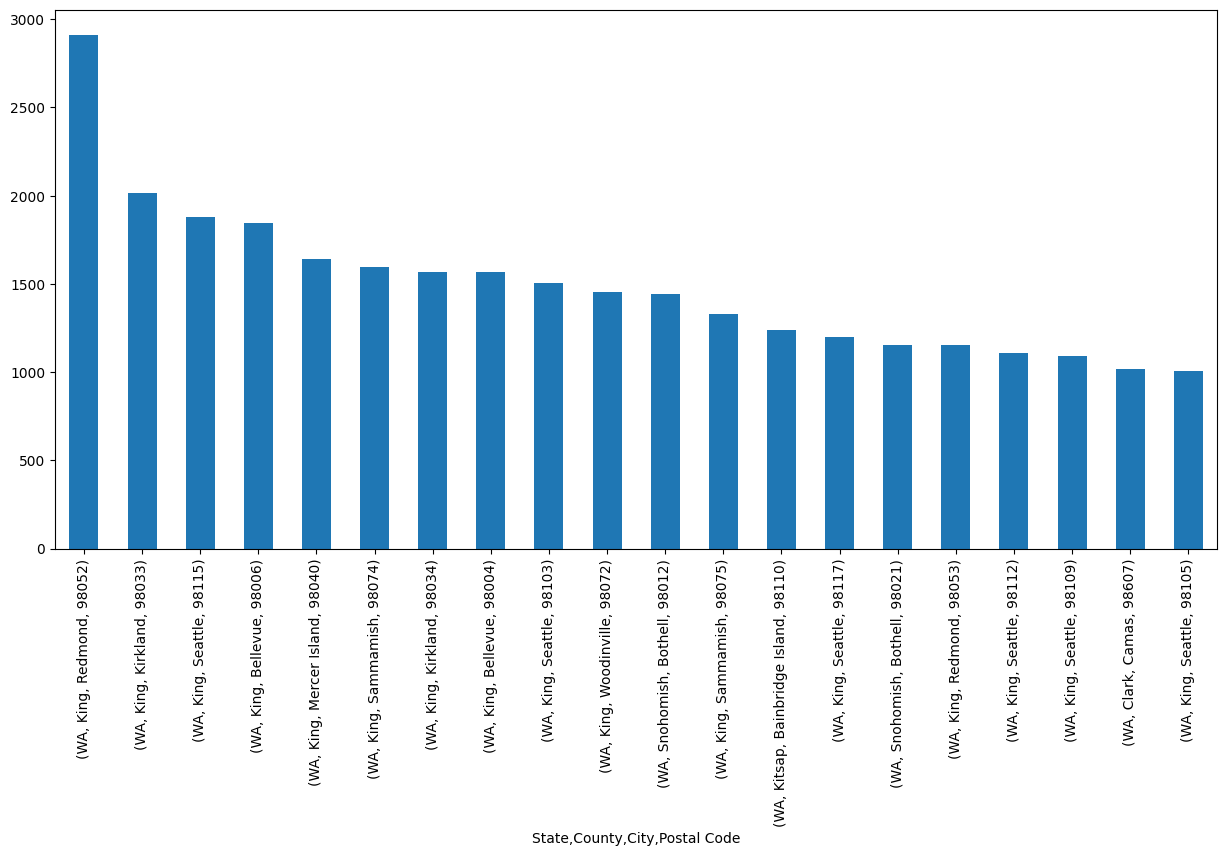 3000
2500
2000
1500
1000
500
0
(WA, King, Redmond, 98052)
(WA, King, Kirkland, 98033)
(WA, King, Seattle, 98115)
(WA, King, Bellevue, 98006)
(WA, King, Mercer Island, 98040)
(WA, King, Sammamish, 98074)
(WA, King, Kirkland, 98034)
(WA, King, Bellevue, 98004)
(WA, King, Seattle, 98103)
(WA, King, Woodinville, 98072)
(WA, Snohomish, Bothell, 98012)
(WA, King, Sammamish, 98075)
(WA, Kitsap, Bainbridge Island, 98110)
(WA, King, Seattle, 98117)
(WA, Snohomish, Bothell, 98021)
(WA, King, Redmond, 98053)
(WA, King, Seattle, 98112)
(WA, King, Seattle, 98109)
(WA, Clark, Camas, 98607)
(WA, King, Seattle, 98105)
State,County,City,Postal Code